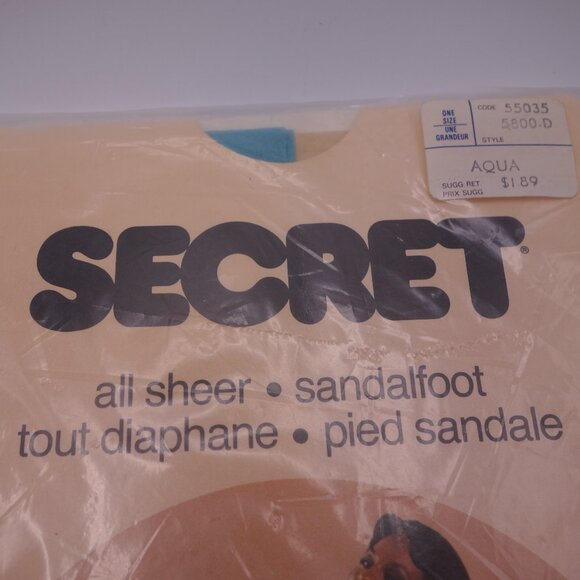 ONE
SIZE
UNE
GRANDEUR
CODE 55035
5800-D
STYLE
AQUA
SUGG RET $1.89
PRIX SUGG
SECRET®
all sheer • sandalfoot
tout diaphane • pied sandale